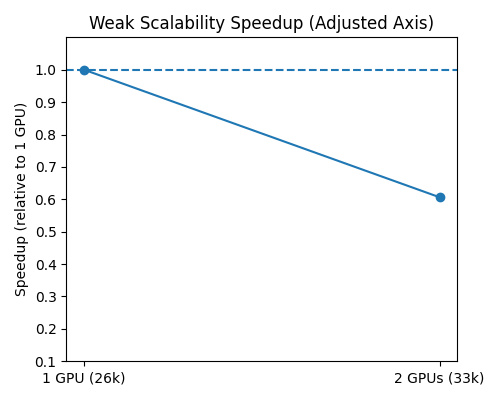 Weak Scalability Speedup (Adjusted Axis)
Speedup (relative to 1 GPU)
1.0
0.9
0.8
0.7
0.6
0.5
0.4
0.3
0.2
0.1
1 GPU (26k)
2 GPUs (33k)